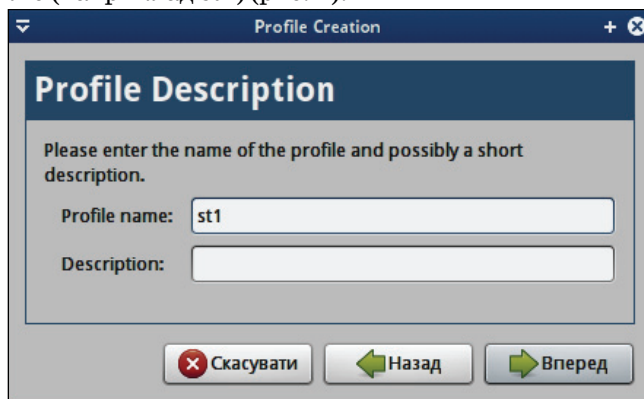 Profile Creation
Profile Description
Please enter the name of the profile and possibly a short
description.
Profile name: st1
Description:
Скасувати Назад Вперед